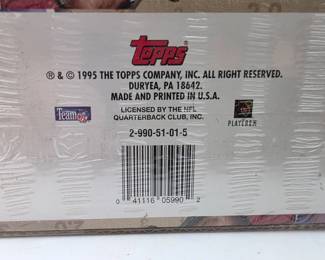 Topps
® & © 1995 THE TOPPS COMPANY, INC. ALL RIGHT RESERVED.
DURYEA, PA 18642.
MADE AND PRINTED IN U.S.A.
LICENSED BY THE NFL
QUARTERBACK CLUB, INC.
Team
PLAYERS
2-990-51-01-5
0 41116 05990 2